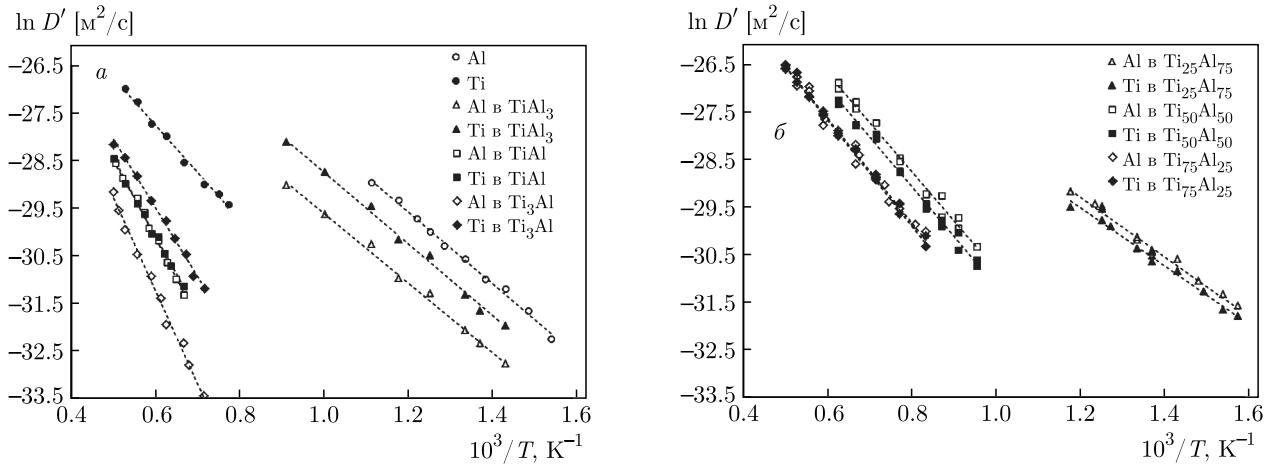 ln D′ [м²/с]
а
−26.5
−27.5
−28.5
−29.5
−30.5
−31.5
−32.5
−33.5
0.4 0.6 0.8 1.0 1.2 1.4 1.6
10³/T, K⁻¹
Al
Ti
Al в TiAl₃
Ti в TiAl₃
Al в TiAl
Ti в TiAl
Al в Ti₃Al
Ti в Ti₃Al
ln D′ [м²/с]
б
−26.5
−27.5
−28.5
−29.5
−30.5
−31.5
−32.5
−33.5
0.4 0.6 0.8 1.0 1.2 1.4 1.6
10³/T, K⁻¹
Al в Ti₂₅Al₇₅
Ti в Ti₂₅Al₇₅
Al в Ti₅₀Al₅₀
Ti в Ti₅₀Al₅₀
Al в Ti₇₅Al₂₅
Ti в Ti₇₅Al₂₅